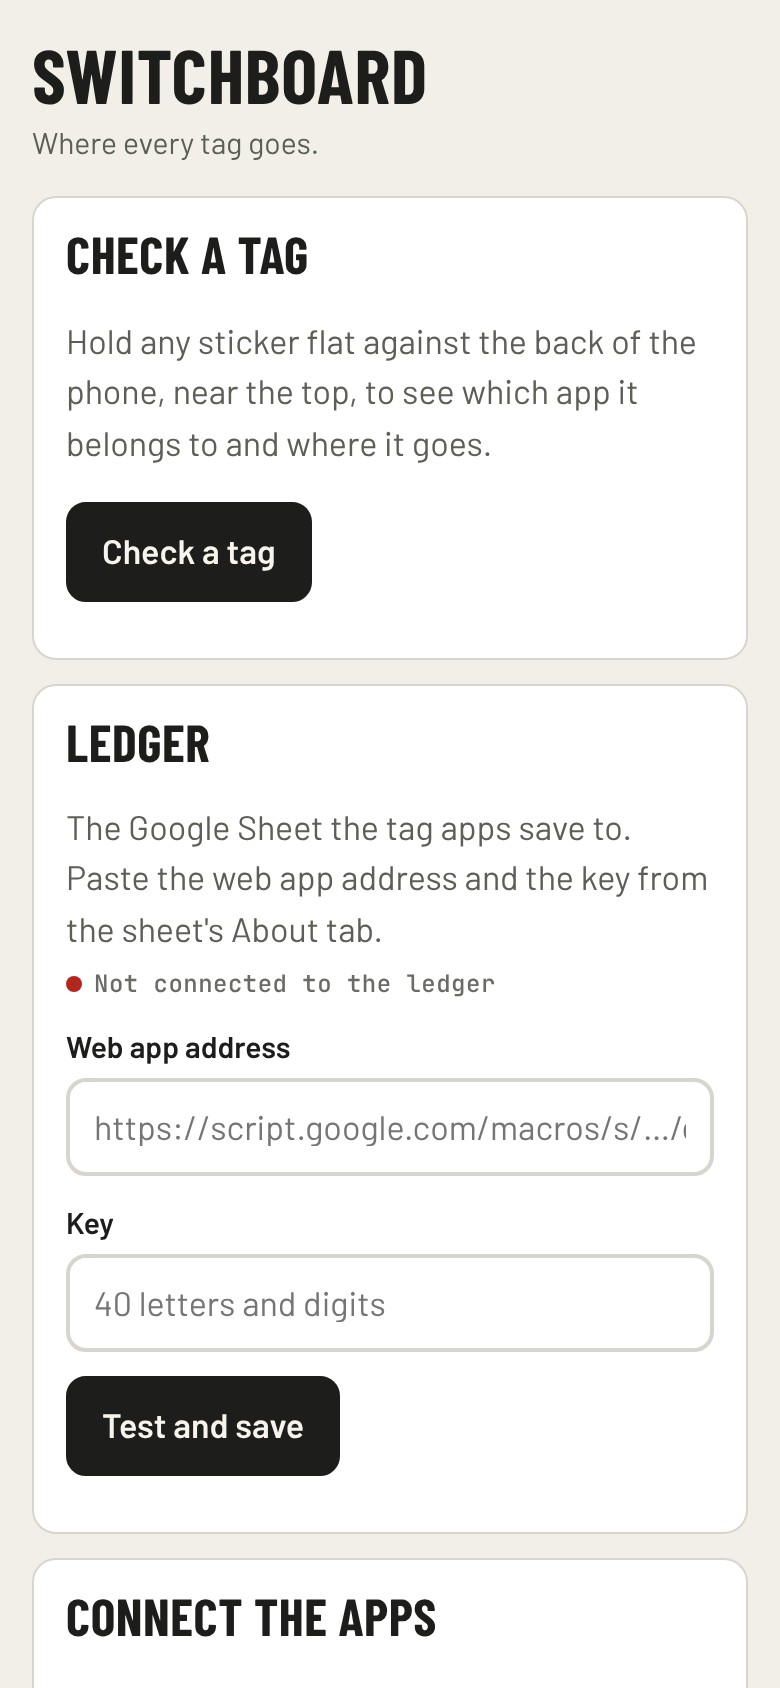 SWITCHBOARD
Where every tag goes.
CHECK A TAG
Hold any sticker flat against the back of the
phone, near the top, to see which app it
belongs to and where it goes.
Check a tag
LEDGER
The Google Sheet the tag apps save to.
Paste the web app address and the key from
the sheet's About tab.
Not connected to the ledger
Web app address
https://script.google.com/macros/s/.../
Key
40 letters and digits
Test and save
CONNECT THE APPS